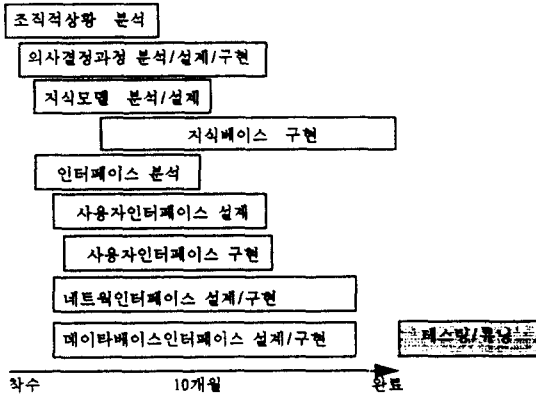 조직적상황 분석
의사결정과정 분석/설계/구현
지식모델 분석/설계
지식베이스 구현
인터페이스 분석
사용자인터페이스 설계
사용자인터페이스 구현
네트웍인터페이스 설계/구현
데이타베이스인터페이스 설계/구현
테스팅/튜닝
착수 10개월 완료